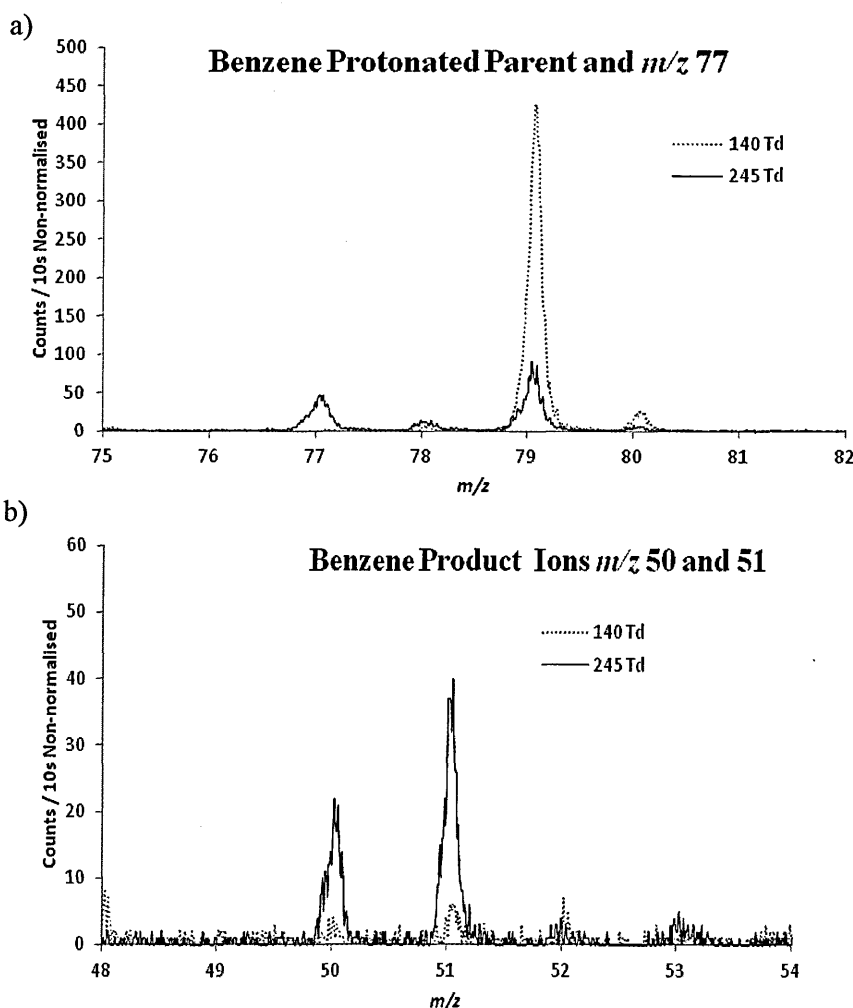 a)
Benzene Protonated Parent and m/z 77
500
450
400
350
300
250
200
150
100
50
0
Counts / 10s Non-normalised
140 Td
245 Td
75 76 77 78 79 80 81 82
m/z
b)
Benzene Product Ions m/z 50 and 51
60
50
40
30
20
10
0
Counts / 10s Non-normalised
140 Td
245 Td
48 49 50 51 52 53 54
m/z